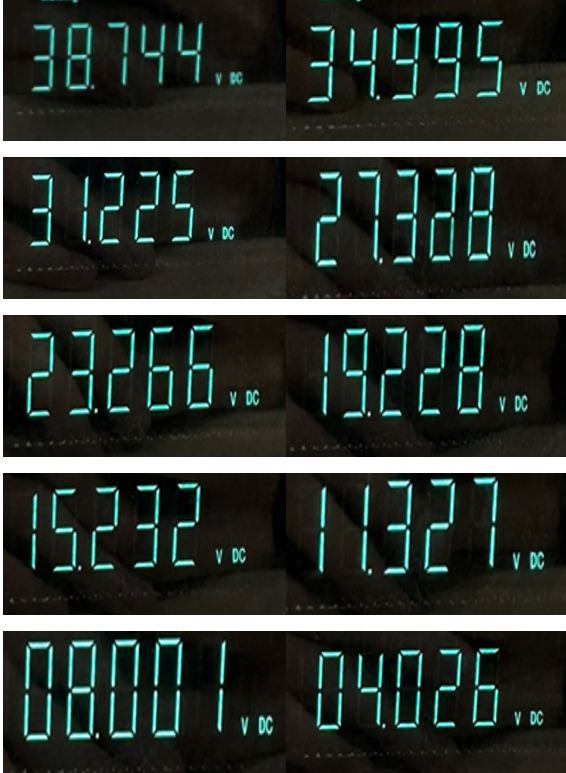 38.744 V DC
34.995 V DC
31.225 V DC
27.388 V DC
23.266 V DC
19.228 V DC
15.232 V DC
11.327 V DC
08.001 V DC
04.026 V DC